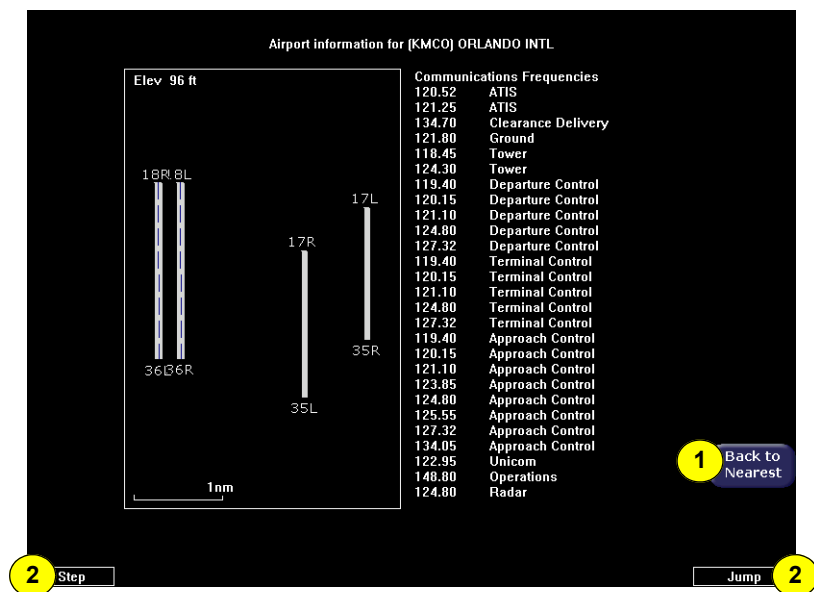 Airport information for (KMCO) ORLANDO INTL
Elev 96 ft
18R 18L
17L
17R
36L 36R
35R
35L
1nm
Communications Frequencies
120.52 ATIS
121.25 ATIS
134.70 Clearance Delivery
121.80 Ground
118.45 Tower
124.30 Tower
119.40 Departure Control
120.15 Departure Control
121.10 Departure Control
124.80 Departure Control
127.32 Departure Control
119.40 Terminal Control
120.15 Terminal Control
121.10 Terminal Control
124.80 Terminal Control
127.32 Terminal Control
119.40 Approach Control
120.15 Approach Control
121.10 Approach Control
123.85 Approach Control
124.80 Approach Control
125.55 Approach Control
127.32 Approach Control
134.05 Approach Control
122.95 Unicom
148.80 Operations
124.80 Radar
1 Back to
Nearest
2 Step
Jump 2